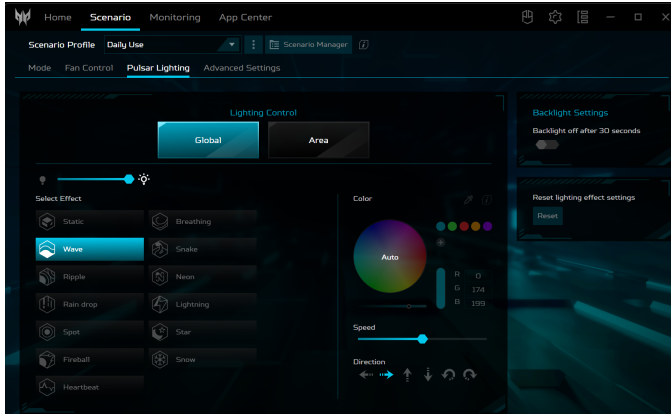 Home Scenario Monitoring App Center
Scenario Profile Daily Use Scenario Manager
Mode Fan Control Pulsar Lighting Advanced Settings
Lighting Control
Global Area
Select Effect
Static Breathing
Wave Snake
Ripple Neon
Rain drop Lightning
Spot Star
Fireball Snow
Heartbeat
Color
Auto
R 0
G 174
B 199
Speed
Direction
Backlight Settings
Backlight off after 30 seconds
Reset lighting effect settings
Reset